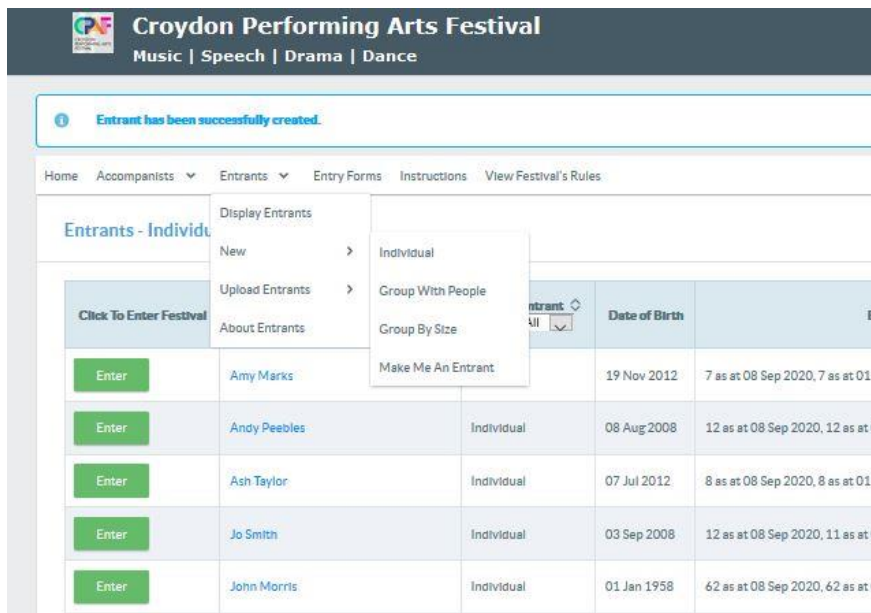 CPAF
Croydon Performing Arts Festival
Music | Speech | Drama | Dance
Entrant has been successfully created.
Home Accompanists Entrants Entry Forms Instructions View Festival's Rules
Entrants - Individu
Display Entrants
New
Upload Entrants
About Entrants
Individual
Group With People
Group By Size
Make Me An Entrant
Click To Enter Festival ntrant Date of Birth
All
Enter Amy Marks 19 Nov 2012 7 as at 08 Sep 2020, 7 as at 01
Enter Andy Peebles Individual 08 Aug 2008 12 as at 08 Sep 2020, 12 as at
Enter Ash Taylor Individual 07 Jul 2012 8 as at 08 Sep 2020, 8 as at 01
Enter Jo Smith Individual 03 Sep 2008 12 as at 08 Sep 2020, 11 as at
Enter John Morris Individual 01 Jan 1958 62 as at 08 Sep 2020, 62 as at